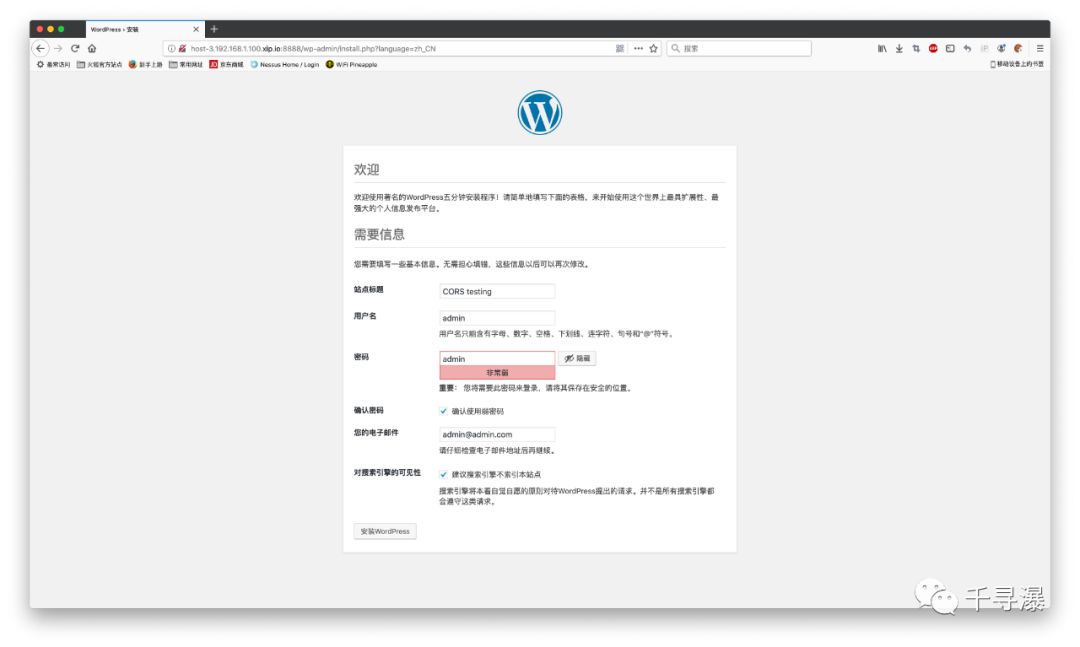 WordPress › 安装
host-3.192.168.1.100.xip.io:8888/wp-admin/install.php?language=zh_CN
搜索
最常访问 火狐官方站点 新手上路 常用网址 京东商城 Nessus Home / Login WiFi Pineapple 移动设备上的书签
欢迎
欢迎使用著名的WordPress五分钟安装程序！请简单地填写下面的表格，来开始使用这个世界上最具扩展性、最
强大的个人信息发布平台。
需要信息
您需要填写一些基本信息。无需担心填错，这些信息以后可以再次修改。
站点标题 CORS testing
用户名 admin
用户名只能含有字母、数字、空格、下划线、连字符、句号和“@”符号。
密码 admin 隐藏
非常弱
重要： 您将需要此密码来登录，请将其保存在安全的位置。
确认密码 确认使用弱密码
您的电子邮件 admin@admin.com
请仔细检查电子邮件地址后再继续。
对搜索引擎的可见性 建议搜索引擎不索引本站点
搜索引擎将本着自觉自愿的原则对待WordPress提出的请求。并不是所有搜索引擎都
会遵守这类请求。
安装WordPress
千寻瀑